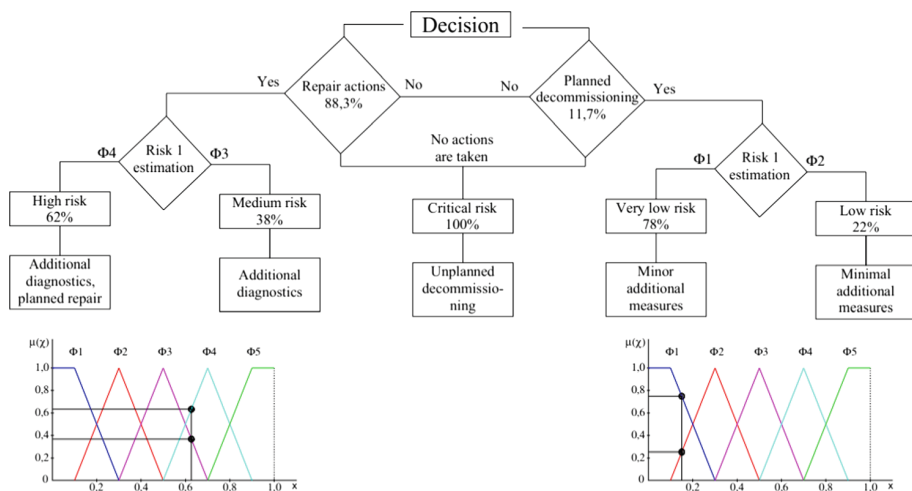 Decision
Repair actions
88,3%
Planned
decommissioning
11,7%
Yes
No
No
Yes
No actions
are taken
Φ4
Risk 1
estimation
Φ3
Φ1
Risk 1
estimation
Φ2
High risk
62%
Medium risk
38%
Critical risk
100%
Very low risk
78%
Low risk
22%
Additional
diagnostics,
planned repair
Additional
diagnostics
Unplanned
decommissio-
ning
Minor
additional
measures
Minimal
additional
measures
μ(χ) Φ1 Φ2 Φ3 Φ4 Φ5
1,0
0,8
0,6
0,4
0,2
0
0.2 0.4 0.6 0.8 1.0 x
μ(χ) Φ1 Φ2 Φ3 Φ4 Φ5
1,0
0,8
0,6
0,4
0,2
0
0.2 0.4 0.6 0.8 1.0 x